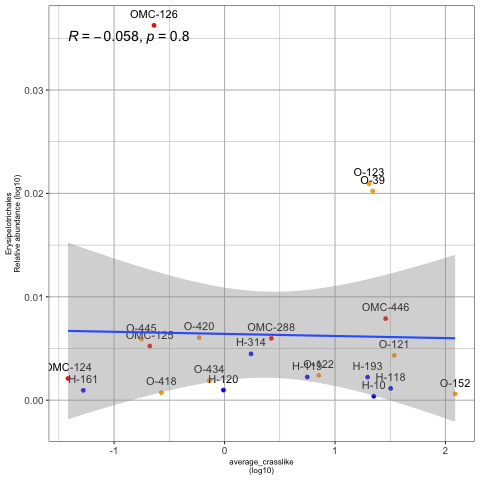 OMC-126
R = −0.058, p = 0.8
0.03
O-123
O-39
0.02
Erysipelotrichales
Relative abundance (log10)
0.01
OMC-446
O-445
O-420
OMC-288
OMC-125
H-314
O-121
OMC-124
H-161
O-418
O-434
H-120
O-122
H-193
H-118
H-10
O-152
0.00
-1
0
1
2
average_crasslike
(log10)